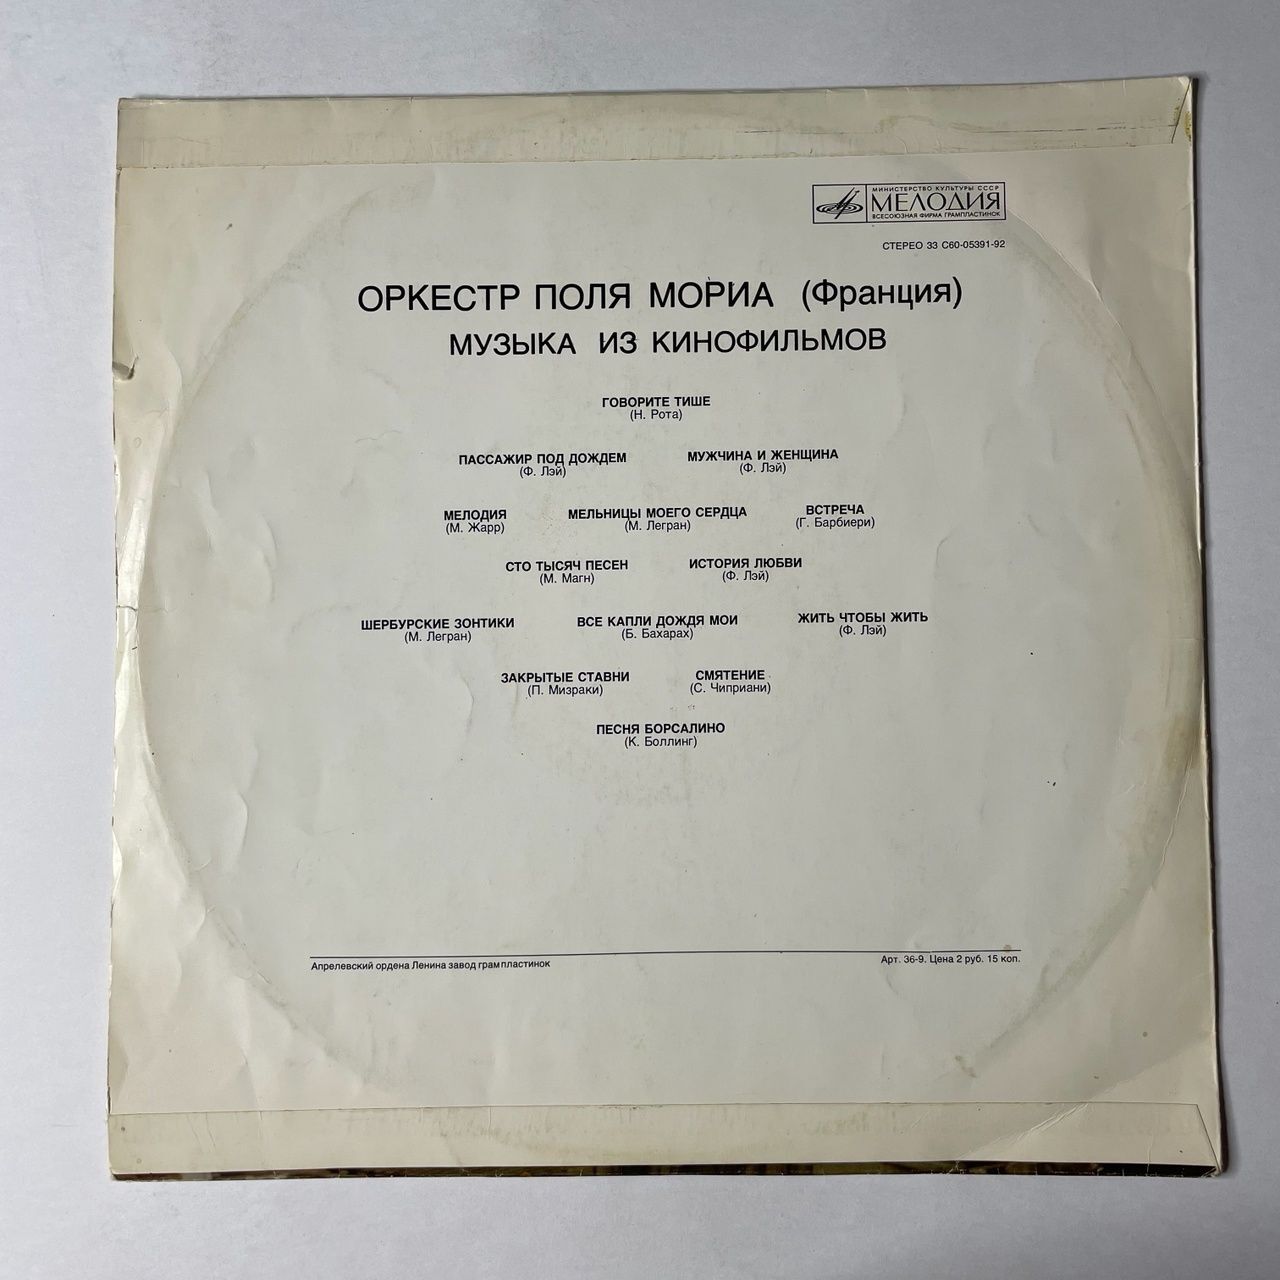 МИНИСТЕРСТВО КУЛЬТУРЫ СССР
МЕЛОДИЯ
ВСЕСОЮЗНАЯ ФИРМА ГРАМПЛАСТИНОК
СТЕРЕО 33 С60-05391-92
ОРКЕСТР ПОЛЯ МОРИА (Франция)
МУЗЫКА ИЗ КИНОФИЛЬМОВ
ГОВОРИТЕ ТИШЕ
(Н. Рота)
ПАССАЖИР ПОД ДОЖДЕМ МУЖЧИНА И ЖЕНЩИНА
(Ф. Лэй) (Ф. Лэй)
МЕЛОДИЯ МЕЛЬНИЦЫ МОЕГО СЕРДЦА ВСТРЕЧА
(М. Жарр) (М. Легран) (Г. Барбиери)
СТО ТЫСЯЧ ПЕСЕН ИСТОРИЯ ЛЮБВИ
(М. Магн) (Ф. Лэй)
ШЕРБУРСКИЕ ЗОНТИКИ ВСЕ КАПЛИ ДОЖДЯ МОИ ЖИТЬ ЧТОБЫ ЖИТЬ
(М. Легран) (Б. Бахарах) (Ф. Лэй)
ЗАКРЫТЫЕ СТАВНИ СМЯТЕНИЕ
(П. Мизраки) (С. Чиприани)
ПЕСНЯ БОРСАЛИНО
(К. Боллинг)
Апрелевский ордена Ленина завод грампластинок Арт. 36-9. Цена 2 руб. 15 коп.